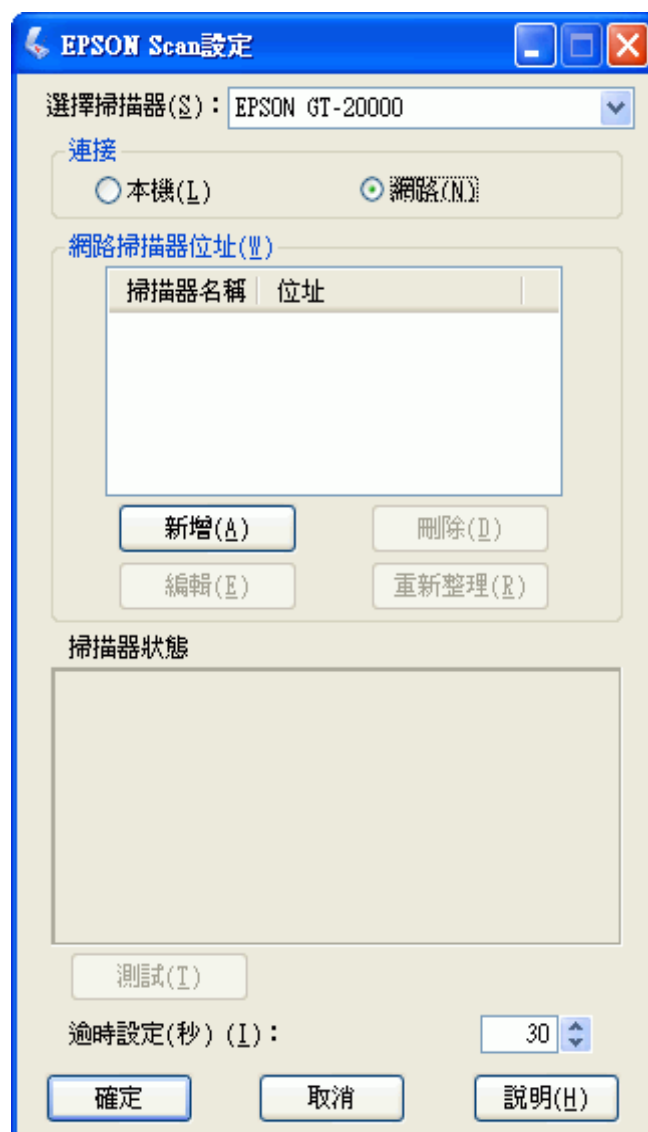 EPSON Scan設定
選擇掃描器(S)：EPSON GT-20000
連接
本機(L) 網路(N)
網路掃描器位址(W)
掃描器名稱 位址
新增(A) 刪除(D)
編輯(E) 重新整理(R)
掃描器狀態
測試(T)
逾時設定(秒) (I)： 30
確定 取消 說明(H)